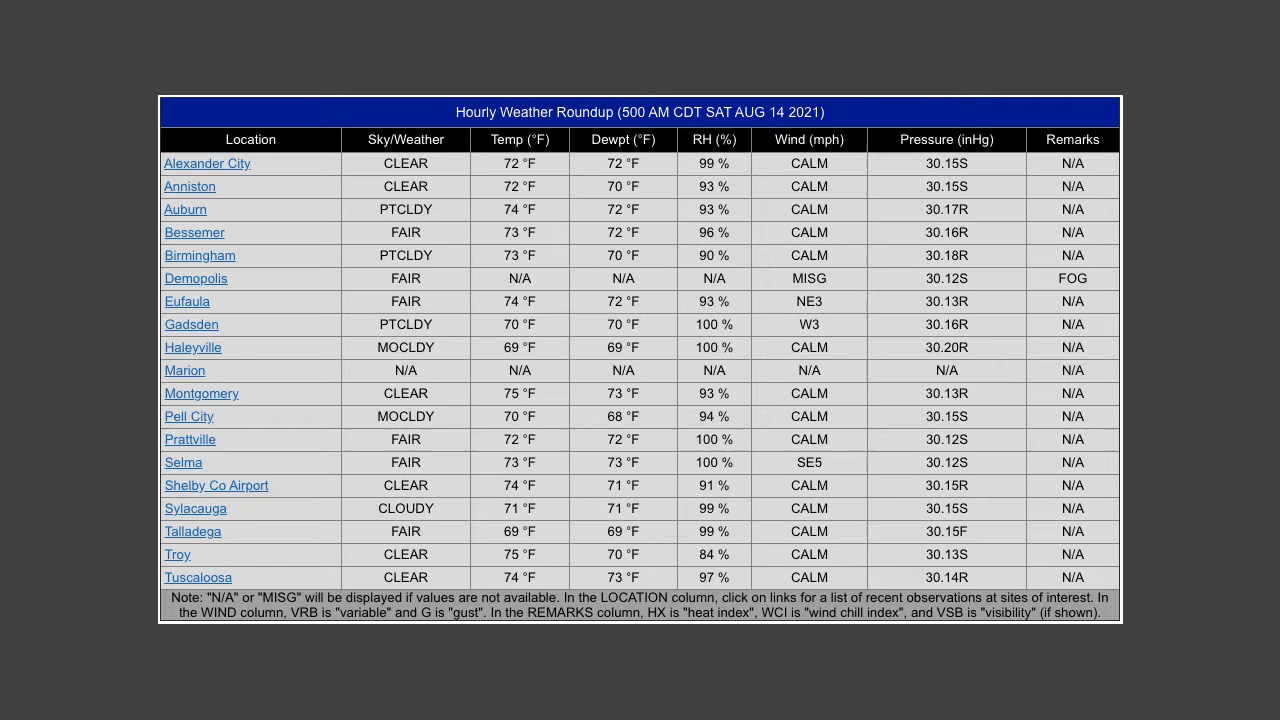 Hourly Weather Roundup (500 AM CDT SAT AUG 14 2021)
Location Sky/Weather Temp (°F) Dewpt (°F) RH (%) Wind (mph) Pressure (inHg) Remarks
Alexander City CLEAR 72 °F 72 °F 99 % CALM 30.15S N/A
Anniston CLEAR 72 °F 70 °F 93 % CALM 30.15S N/A
Auburn PTCLDY 74 °F 72 °F 93 % CALM 30.17R N/A
Bessemer FAIR 73 °F 72 °F 96 % CALM 30.16R N/A
Birmingham PTCLDY 73 °F 70 °F 90 % CALM 30.18R N/A
Demopolis FAIR N/A N/A N/A MISG 30.12S FOG
Eufaula FAIR 74 °F 72 °F 93 % NE3 30.13R N/A
Gadsden PTCLDY 70 °F 70 °F 100 % W3 30.16R N/A
Haleyville MOCLDY 69 °F 69 °F 100 % CALM 30.20R N/A
Marion N/A N/A N/A N/A N/A N/A N/A
Montgomery CLEAR 75 °F 73 °F 93 % CALM 30.13R N/A
Pell City MOCLDY 70 °F 68 °F 94 % CALM 30.15S N/A
Prattville FAIR 72 °F 72 °F 100 % CALM 30.12S N/A
Selma FAIR 73 °F 73 °F 100 % SE5 30.12S N/A
Shelby Co Airport CLEAR 74 °F 71 °F 91 % CALM 30.15R N/A
Sylacauga CLOUDY 71 °F 71 °F 99 % CALM 30.15S N/A
Talladega FAIR 69 °F 69 °F 99 % CALM 30.15F N/A
Troy CLEAR 75 °F 70 °F 84 % CALM 30.13S N/A
Tuscaloosa CLEAR 74 °F 73 °F 97 % CALM 30.14R N/A
Note: "N/A" or "MISG" will be displayed if values are not available. In the LOCATION column, click on links for a list of recent observations at sites of interest. In
the WIND column, VRB is "variable" and G is "gust". In the REMARKS column, HX is "heat index", WCI is "wind chill index", and VSB is "visibility" (if shown).